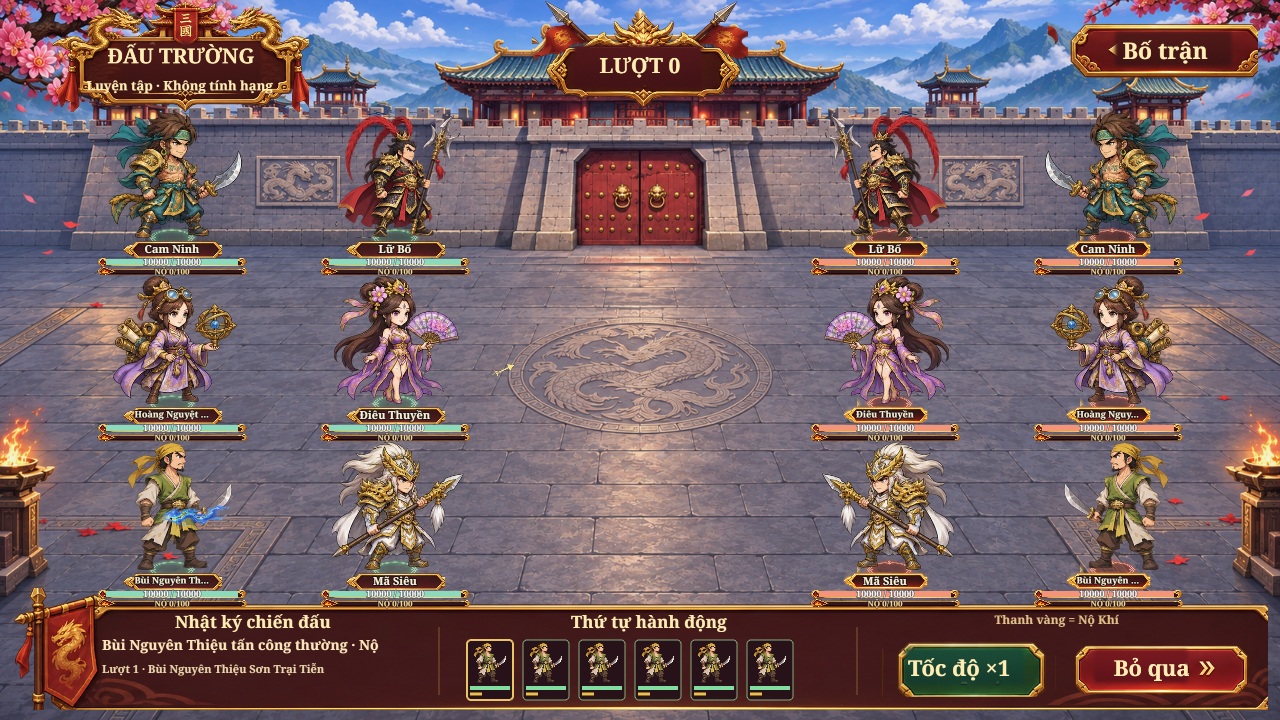 三
國
ĐẤU TRƯỜNG
Luyện tập · Không tính hạng
LƯỢT 0
Bố trận
Cam Ninh
10000 / 10000
NỘ 0/100
Lữ Bố
10000 / 10000
NỘ 0/100
Lữ Bố
10000 / 10000
NỘ 0/100
Cam Ninh
10000 / 10000
NỘ 0/100
Hoàng Nguyệt ...
10000 / 10000
NỘ 0/100
Điêu Thuyền
10000 / 10000
NỘ 0/100
Điêu Thuyền
10000 / 10000
NỘ 0/100
Hoàng Nguy...
10000 / 10000
NỘ 0/100
Bùi Nguyên Th...
10000 / 10000
NỘ 0/100
Mã Siêu
10000 / 10000
NỘ 0/100
Mã Siêu
10000 / 10000
NỘ 0/100
Bùi Nguyên ...
10000 / 10000
NỘ 0/100
Nhật ký chiến đấu
Bùi Nguyên Thiệu tấn công thường · Nộ
Lượt 1 · Bùi Nguyên Thiệu Sơn Trại Tiễn
Thứ tự hành động
Thanh vàng = Nộ Khí
Tốc độ ×1
Bỏ qua »